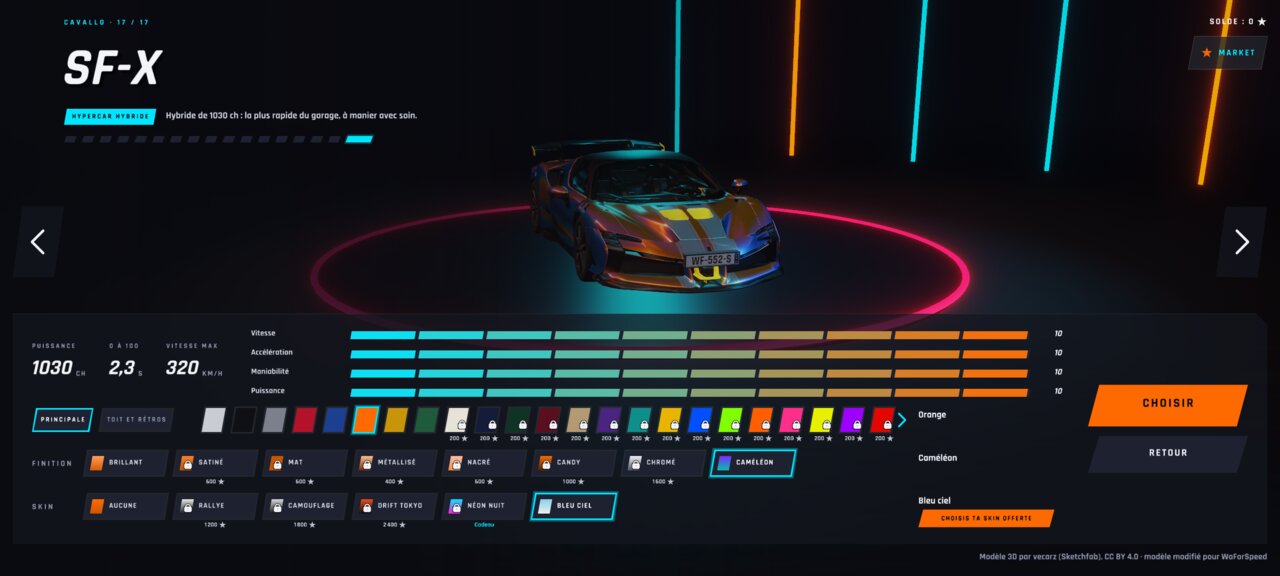 CAVALLO · 17 / 17
SOLDE : 0 ★
SF-X
★ MARKET
HYPERCAR HYBRIDE
Hybride de 1030 ch : la plus rapide du garage, à manier avec soin.
WF-552-S
PUISSANCE
0 À 100
VITESSE MAX
1030 CH
2,3 S
320 KM/H
Vitesse 10
Accélération 10
Maniabilité 10
Puissance 10
PRINCIPALE
TOIT ET RÉTROS
Orange
200 ★ 200 ★ 200 ★ 200 ★ 200 ★ 200 ★ 200 ★ 200 ★ 200 ★ 200 ★ 200 ★ 200 ★ 200 ★ 200 ★ 200 ★
FINITION
BRILLANT
SATINÉ
MAT
MÉTALLISÉ
NACRÉ
CANDY
CHROMÉ
CAMÉLÉON
Caméléon
600 ★ 600 ★ 400 ★ 600 ★ 1000 ★ 1600 ★
SKIN
AUCUNE
RALLYE
CAMOUFLAGE
DRIFT TOKYO
NÉON NUIT
BLEU CIEL
Bleu ciel
1200 ★ 1800 ★ 2400 ★ Cadeau
CHOISIS TA SKIN OFFERTE
CHOISIR
RETOUR
Modèle 3D par vecarz (Sketchfab), CC BY 4.0 · modèle modifié pour WoForSpeed